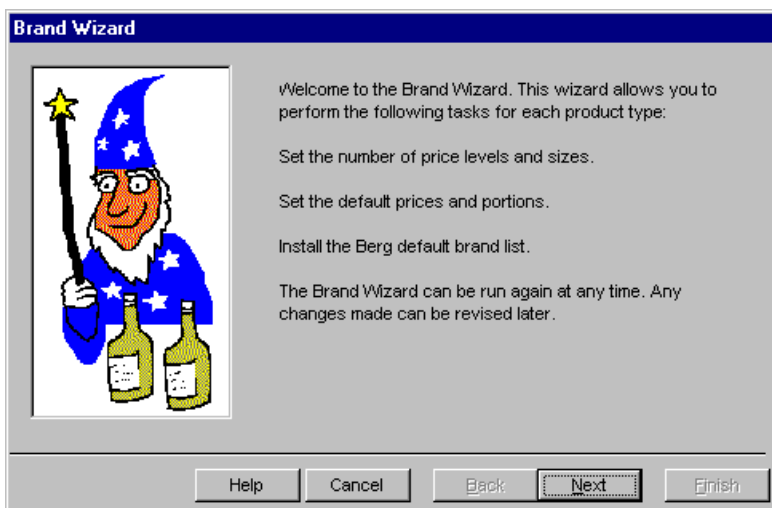 Brand Wizard
Welcome to the Brand Wizard. This wizard allows you to
perform the following tasks for each product type:
Set the number of price levels and sizes.
Set the default prices and portions.
Install the Berg default brand list.
The Brand Wizard can be run again at any time. Any
changes made can be revised later.
Help Cancel Back Next Finish